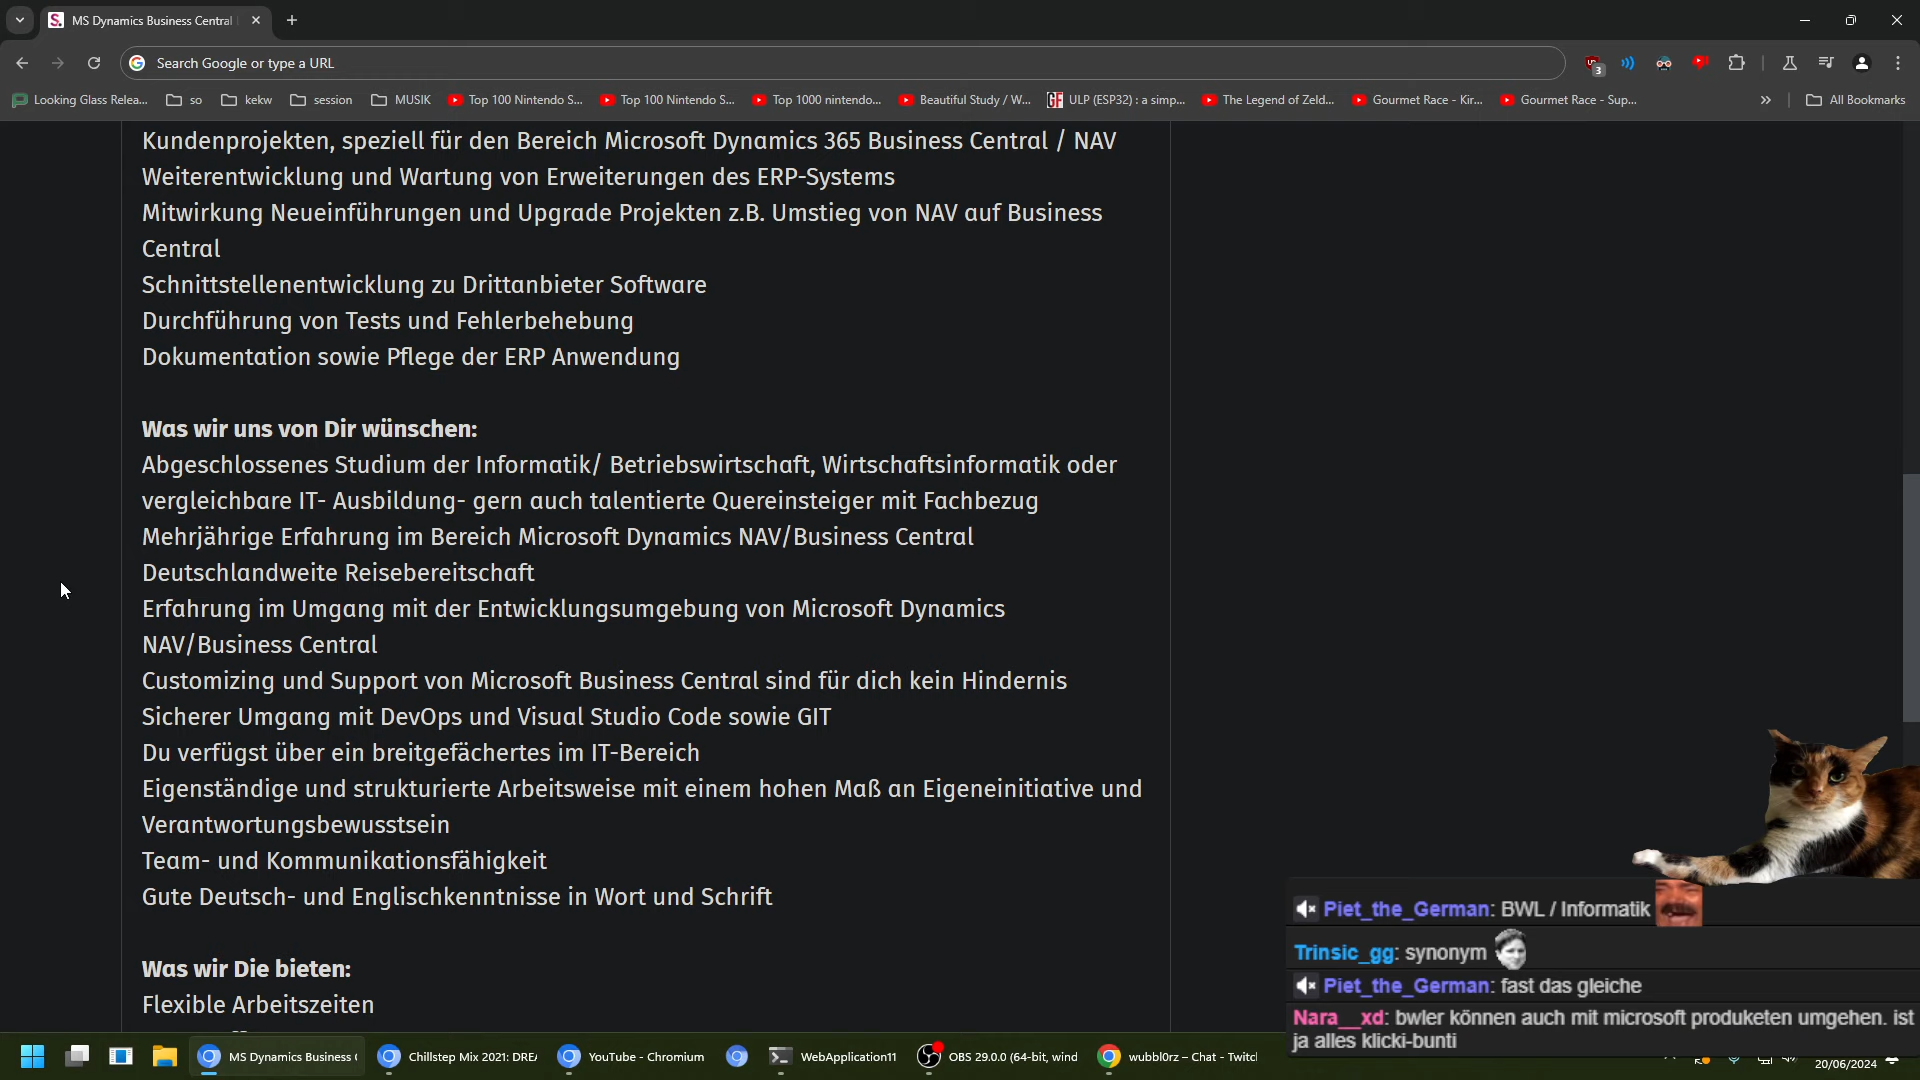 MS Dynamics Business Central
Search Google or type a URL
3
Looking Glass Relea...
so
kekw
session
MUSIK
Top 100 Nintendo S...
Top 100 Nintendo S...
Top 1000 nintendo...
Beautiful Study / W...
GF
ULP (ESP32) : a simp...
The Legend of Zeld...
Gourmet Race - Kir...
Gourmet Race - Sup...
»
All Bookmarks
Kundenprojekten, speziell für den Bereich Microsoft Dynamics 365 Business Central / NAV
Weiterentwicklung und Wartung von Erweiterungen des ERP-Systems
Mitwirkung Neueinführungen und Upgrade Projekten z.B. Umstieg von NAV auf Business
Central
Schnittstellenentwicklung zu Drittanbieter Software
Durchführung von Tests und Fehlerbehebung
Dokumentation sowie Pflege der ERP Anwendung
Was wir uns von Dir wünschen:
Abgeschlossenes Studium der Informatik/ Betriebswirtschaft, Wirtschaftsinformatik oder
vergleichbare IT- Ausbildung- gern auch talentierte Quereinsteiger mit Fachbezug
Mehrjährige Erfahrung im Bereich Microsoft Dynamics NAV/Business Central
Deutschlandweite Reisebereitschaft
Erfahrung im Umgang mit der Entwicklungsumgebung von Microsoft Dynamics
NAV/Business Central
Customizing und Support von Microsoft Business Central sind für dich kein Hindernis
Sicherer Umgang mit DevOps und Visual Studio Code sowie GIT
Du verfügst über ein breitgefächertes im IT-Bereich
Eigenständige und strukturierte Arbeitsweise mit einem hohen Maß an Eigeneinitiative und
Verantwortungsbewusstsein
Team- und Kommunikationsfähigkeit
Gute Deutsch- und Englischkenntnisse in Wort und Schrift
Was wir Die bieten:
Flexible Arbeitszeiten
Piet_the_German: BWL / Informatik
Trinsic_gg: synonym
Piet_the_German: fast das gleiche
Nara__xd: bwler können auch mit microsoft produketen umgehen. ist
ja alles klicki-bunti
MS Dynamics Business
Chillstep Mix 2021: DRE
YouTube - Chromium
WebApplication11
OBS 29.0.0 (64-bit, wind
wubbl0rz – Chat - Twitc
20/06/2024